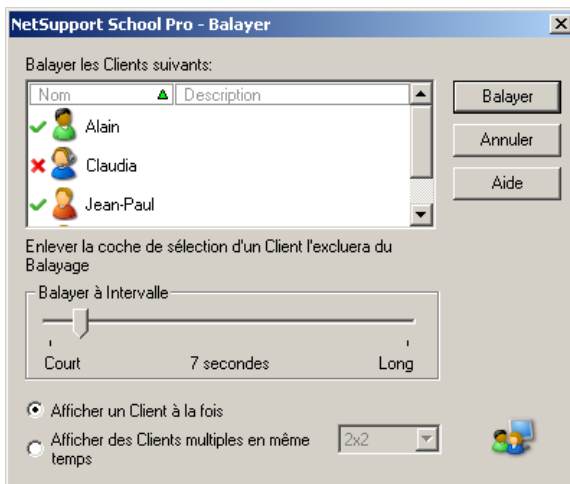 NetSupport School Pro - Balayer
Balayer les Clients suivants:
Nom Description
Alain
Claudia
Jean-Paul
Balayer
Annuler
Aide
Enlever la coche de sélection d'un Client l'excluera du
Balayage
Balayer à Intervalle
Court 7 secondes Long
Afficher un Client à la fois
Afficher des Clients multiples en même
temps
2x2